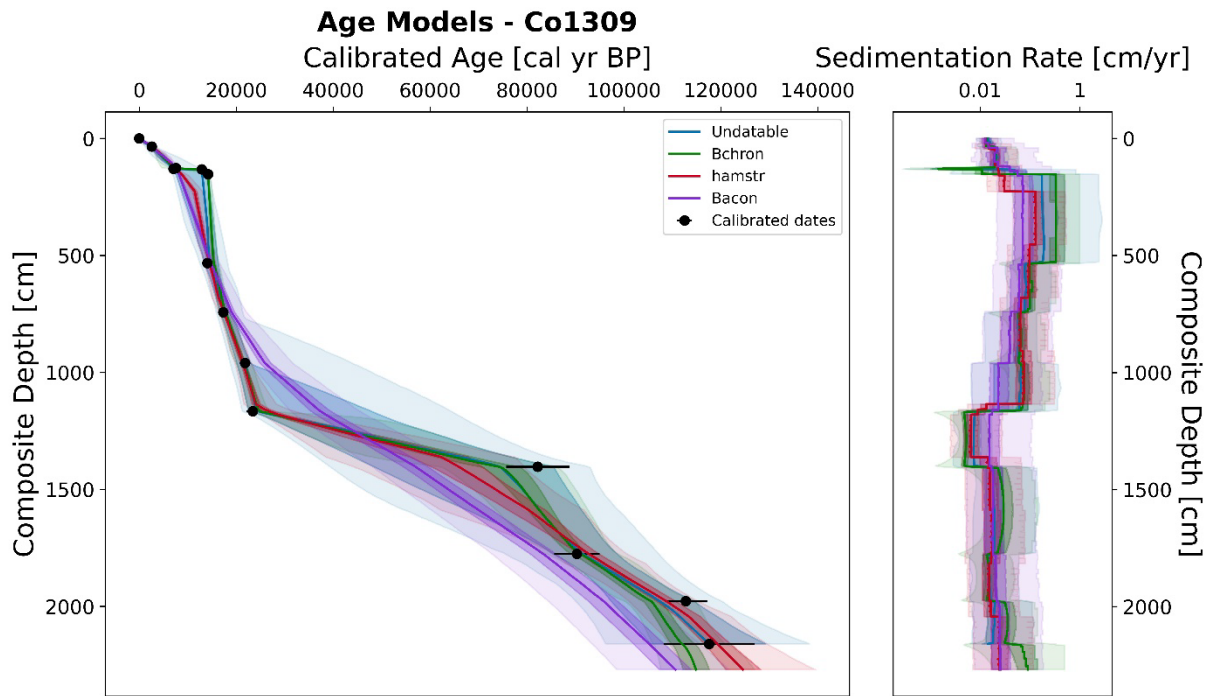 Age Models - Co1309
Calibrated Age [cal yr BP]
0 20000 40000 60000 80000 100000 120000 140000
Composite Depth [cm]
0
500
1000
1500
2000
Undatable
Bchron
hamstr
Bacon
Calibrated dates
Sedimentation Rate [cm/yr]
0.01 1
0
500
1000
1500
2000
Composite Depth [cm]